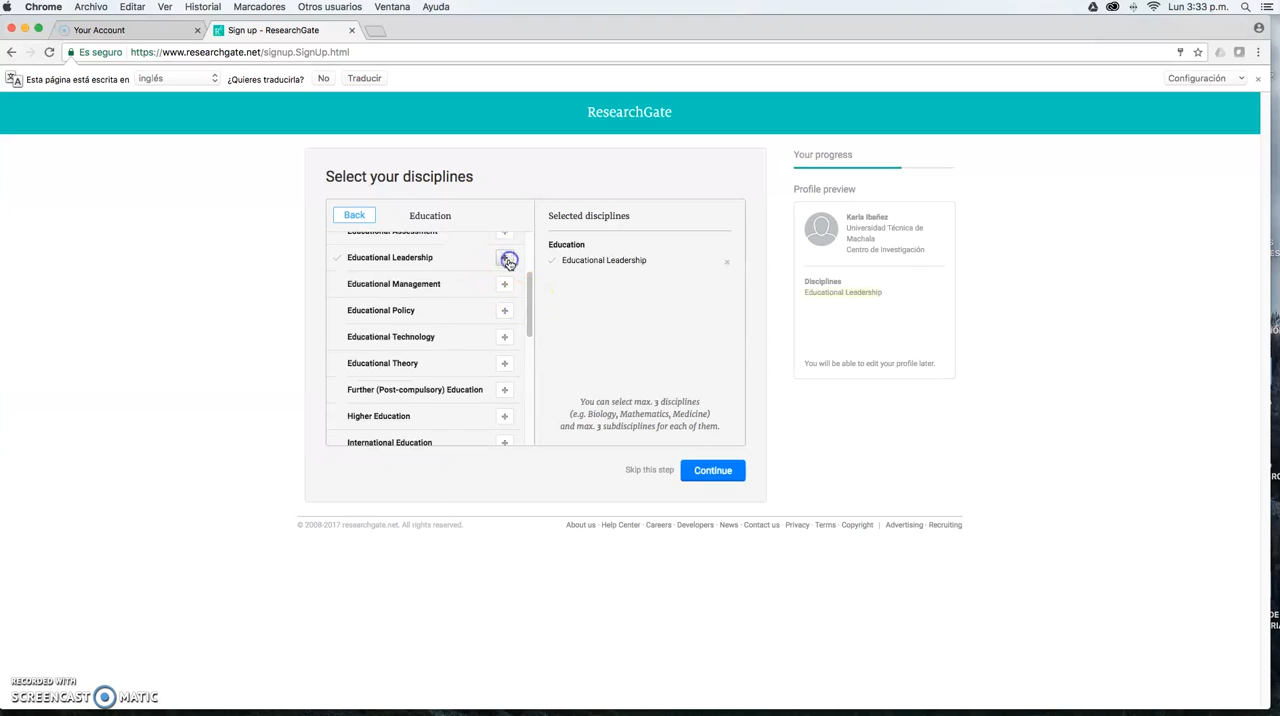 Chrome Archivo Editar Ver Historial Marcadores Otros usuarios Ventana Ayuda Lun 3:33 p.m.
Your Account Sign up - ResearchGate
Es seguro https://www.researchgate.net/signup.SignUp.html
Esta página está escrita en inglés ¿Quieres traducirla? No Traducir Configuración
ResearchGate
Select your disciplines
Back Education
Educational Assessment
Educational Leadership
Educational Management
Educational Policy
Educational Technology
Educational Theory
Further (Post-compulsory) Education
Higher Education
International Education
Selected disciplines
Education
Educational Leadership
You can select max. 3 disciplines
(e.g. Biology, Mathematics, Medicine)
and max. 3 subdisciplines for each of them.
Skip this step Continue
Your progress
Profile preview
Karla Ibañez
Universidad Técnica de
Machala
Centro de Investigación
Disciplines
Educational Leadership
You will be able to edit your profile later.
© 2008-2017 researchgate.net. All rights reserved. About us · Help Center · Careers · Developers · News · Contact us · Privacy · Terms · Copyright | Advertising · Recruiting
RECORDED WITH
SCREENCAST MATIC